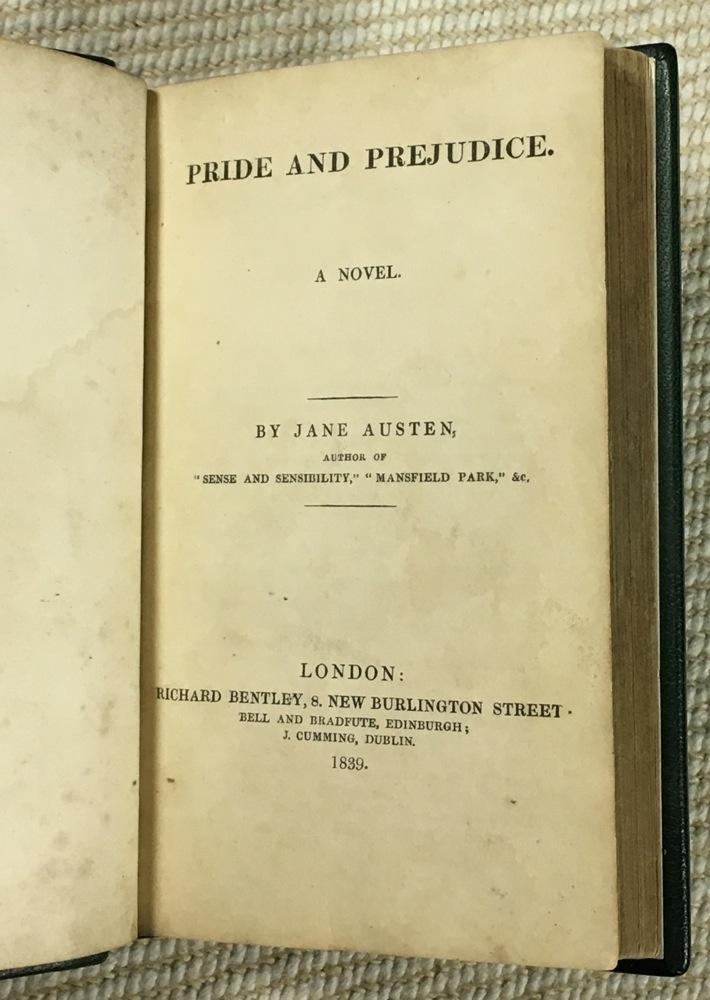 PRIDE AND PREJUDICE.
A NOVEL.
BY JANE AUSTEN,
AUTHOR OF
"SENSE AND SENSIBILITY," "MANSFIELD PARK," &c.
LONDON:
RICHARD BENTLEY, 8. NEW BURLINGTON STREET.
BELL AND BRADFUTE, EDINBURGH;
J. CUMMING, DUBLIN.
1839.